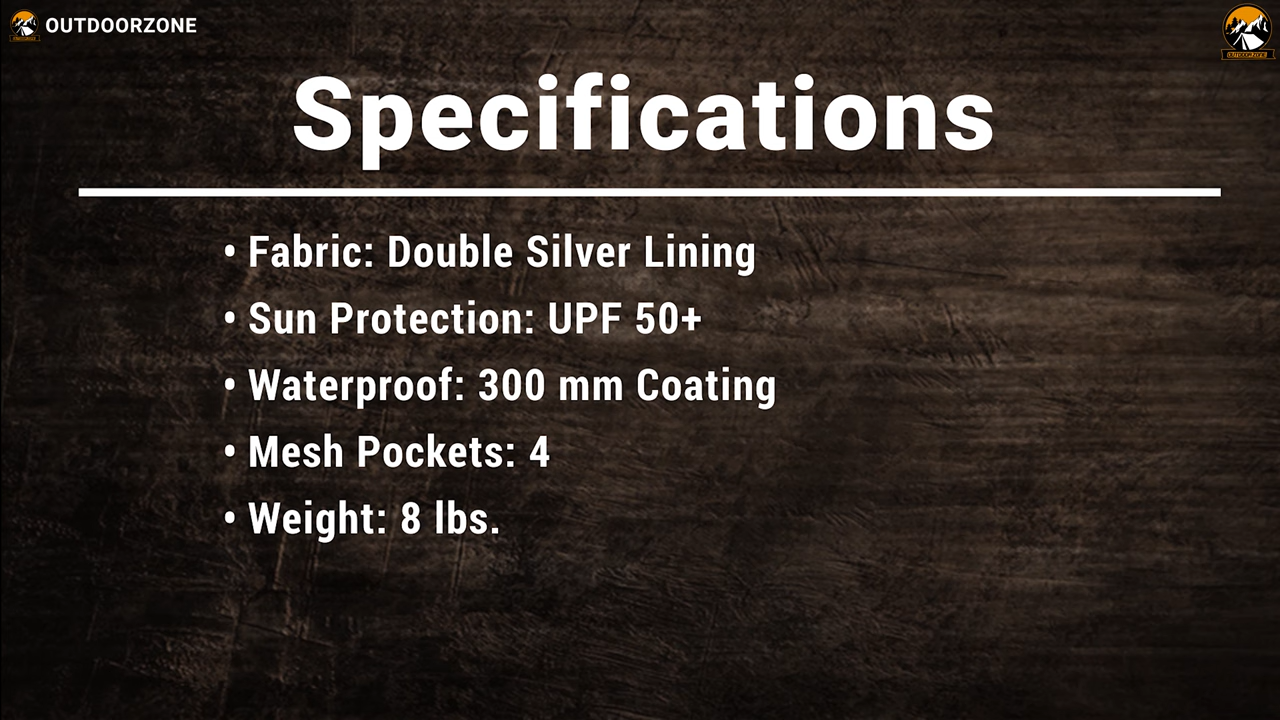 OUTDOORZONE
OUTDOORZONE
Specifications
• Fabric: Double Silver Lining
• Sun Protection: UPF 50+
• Waterproof: 300 mm Coating
• Mesh Pockets: 4
• Weight: 8 lbs.